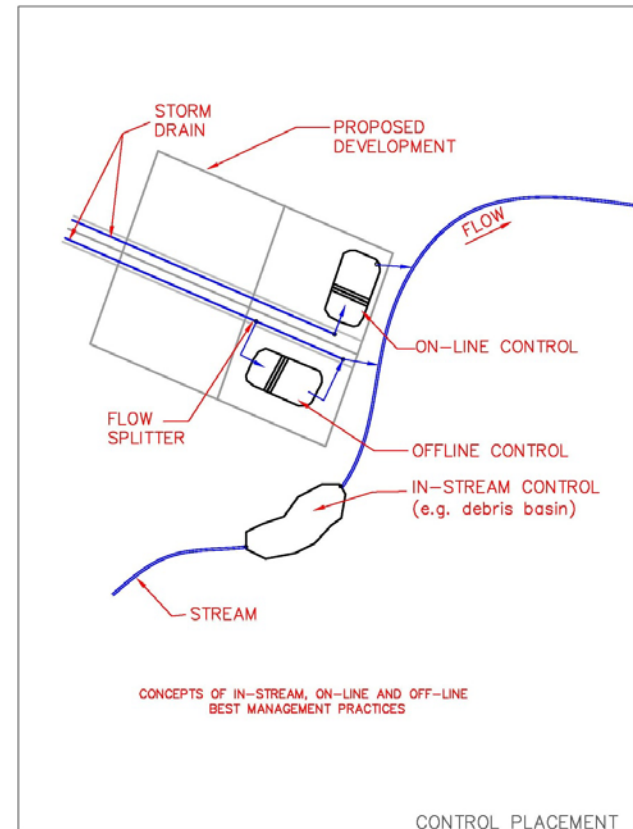 STORM
DRAIN
PROPOSED
DEVELOPMENT
FLOW
ON-LINE CONTROL
FLOW
SPLITTER
OFFLINE CONTROL
IN-STREAM CONTROL
(e.g. debris basin)
STREAM
CONCEPTS OF IN-STREAM, ON-LINE AND OFF-LINE
BEST MANAGEMENT PRACTICES
CONTROL PLACEMENT